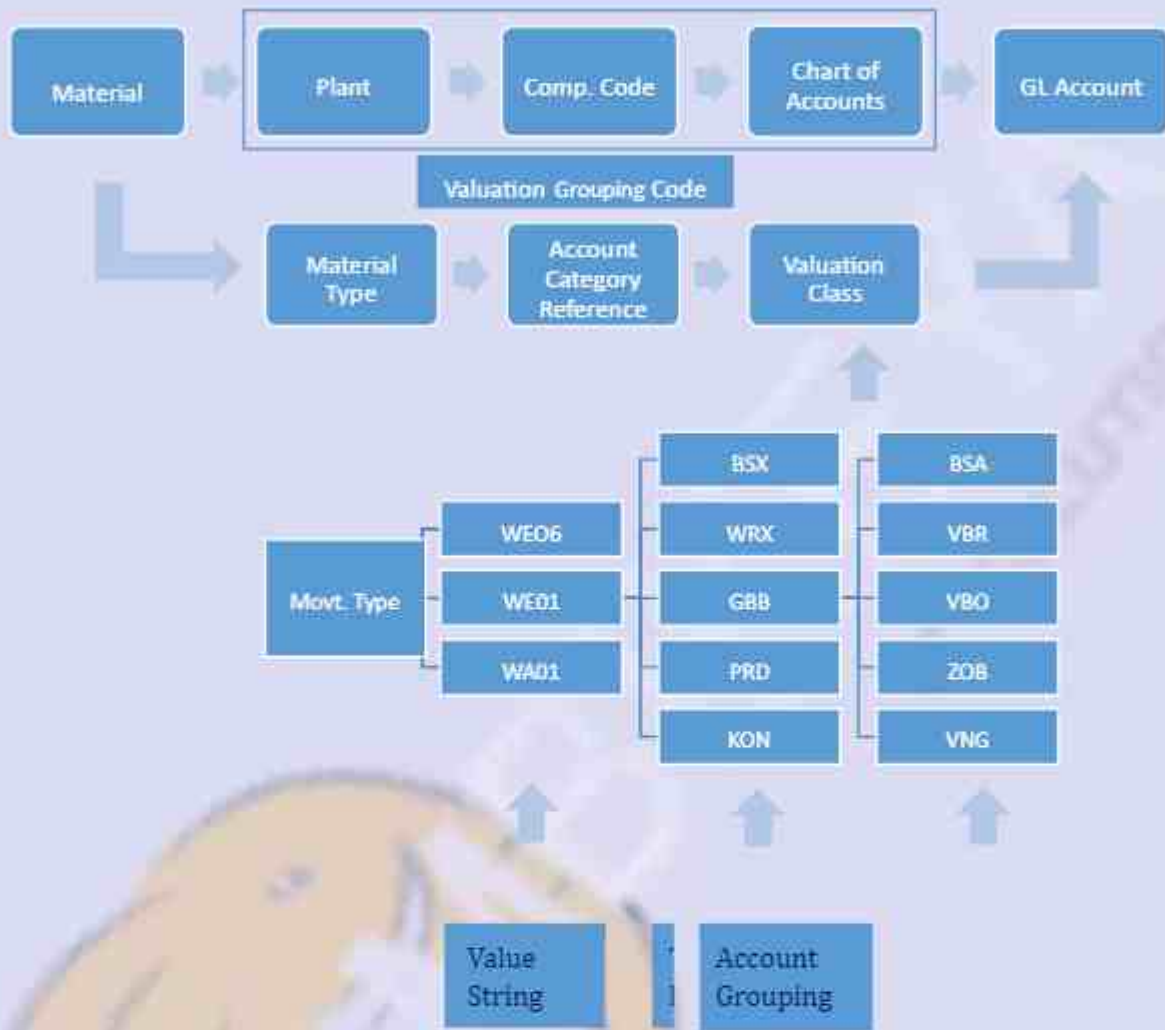 Material
Plant
Comp. Code
Chart of
Accounts
GL Account
Valuation Grouping Code
Material
Type
Account
Category
Reference
Valuation
Class
Movt. Type
WEO6
WE01
WA01
BSX
WRX
GBB
PRD
KON
BSA
VBR
VBO
ZOB
VNG
Value
String
Account
Grouping